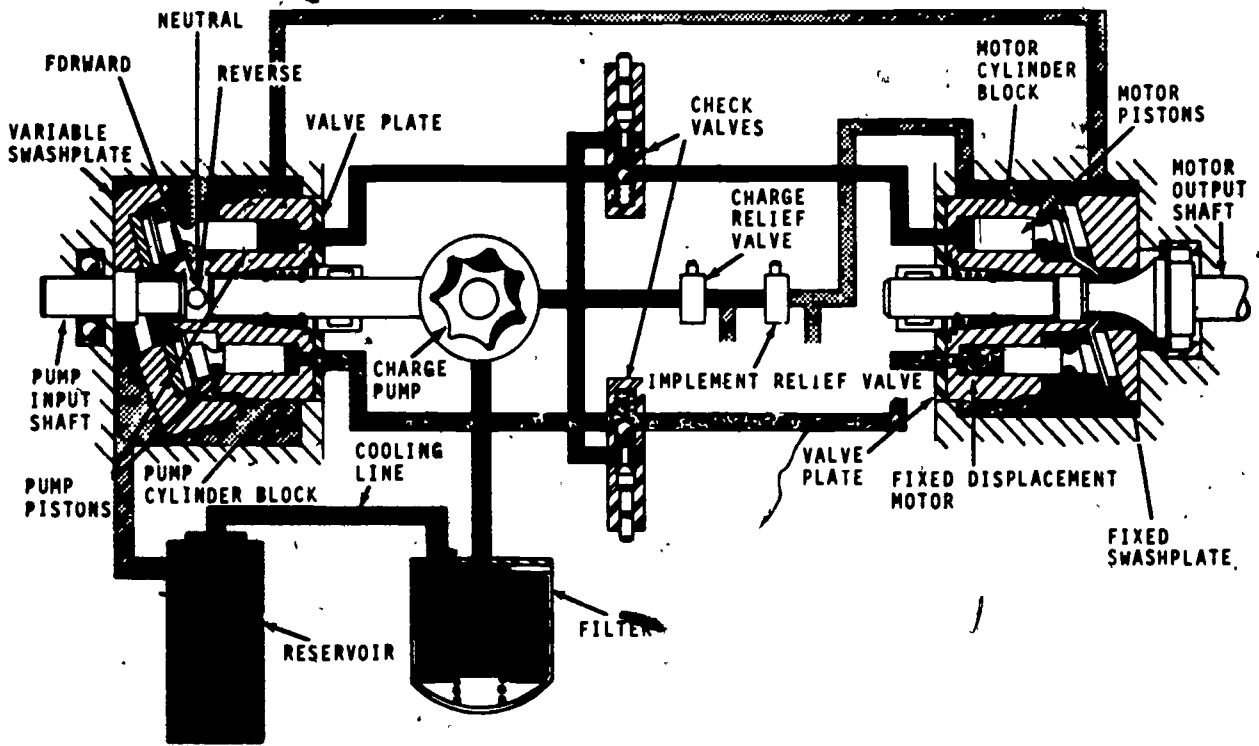 NEUTRAL
FORWARD
REVERSE
VARIABLE
SWASHPLATE
VALVE PLATE
CHECK
VALVES
MOTOR
CYLINDER
BLOCK
MOTOR
PISTONS
MOTOR
OUTPUT
SHAFT
CHARGE
RELIEF
VALVE
PUMP
INPUT
SHAFT
CHARGE
PUMP
IMPLEMENT RELIEF VALVE
COOLING
LINE
VALVE
PLATE
FIXED DISPLACEMENT
MOTOR
PUMP
PISTONS
PUMP
CYLINDER BLOCK
FIXED
SWASHPLATE
RESERVOIR
FILTER